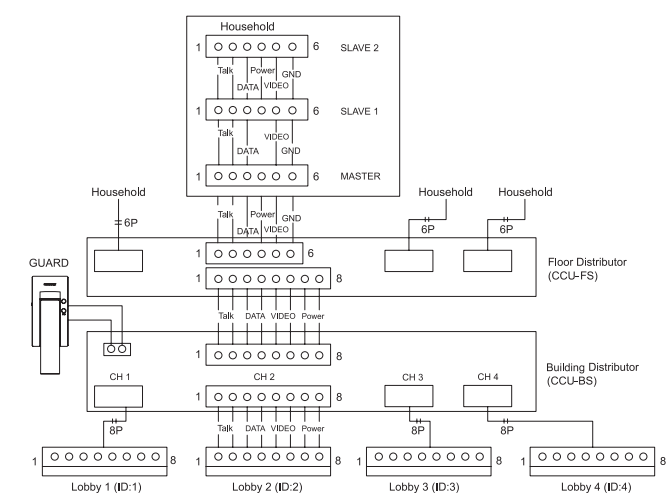 Household
1 6 SLAVE 2
Talk Power GND
DATA VIDEO
1 6 SLAVE 1
Talk VIDEO
DATA GND
1 6 MASTER
Household Household Household
Talk Power GND
6P DATA VIDEO 6P 6P
1 6
GUARD
Floor Distributor
(CCU-FS)
1 8
Talk DATA VIDEO Power
1 8
Building Distributor
(CCU-BS)
CH 1 CH 2 CH 3 CH 4
1 8
8P Talk DATA VIDEO Power 8P 8P
1 8 1 8 1 8 1 8
Lobby 1 (ID:1) Lobby 2 (ID:2) Lobby 3 (ID:3) Lobby 4 (ID:4)